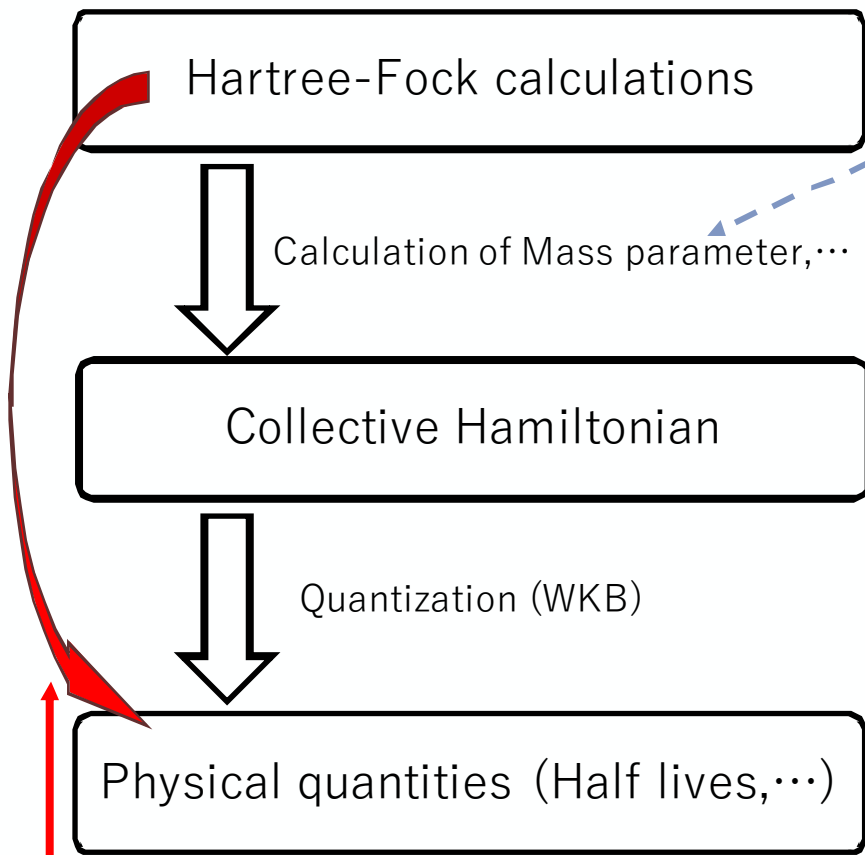 Hartree-Fock calculations
Calculation of Mass parameter,⋯
Collective Hamiltonian
Quantization (WKB)
Physical quantities (Half lives,⋯)